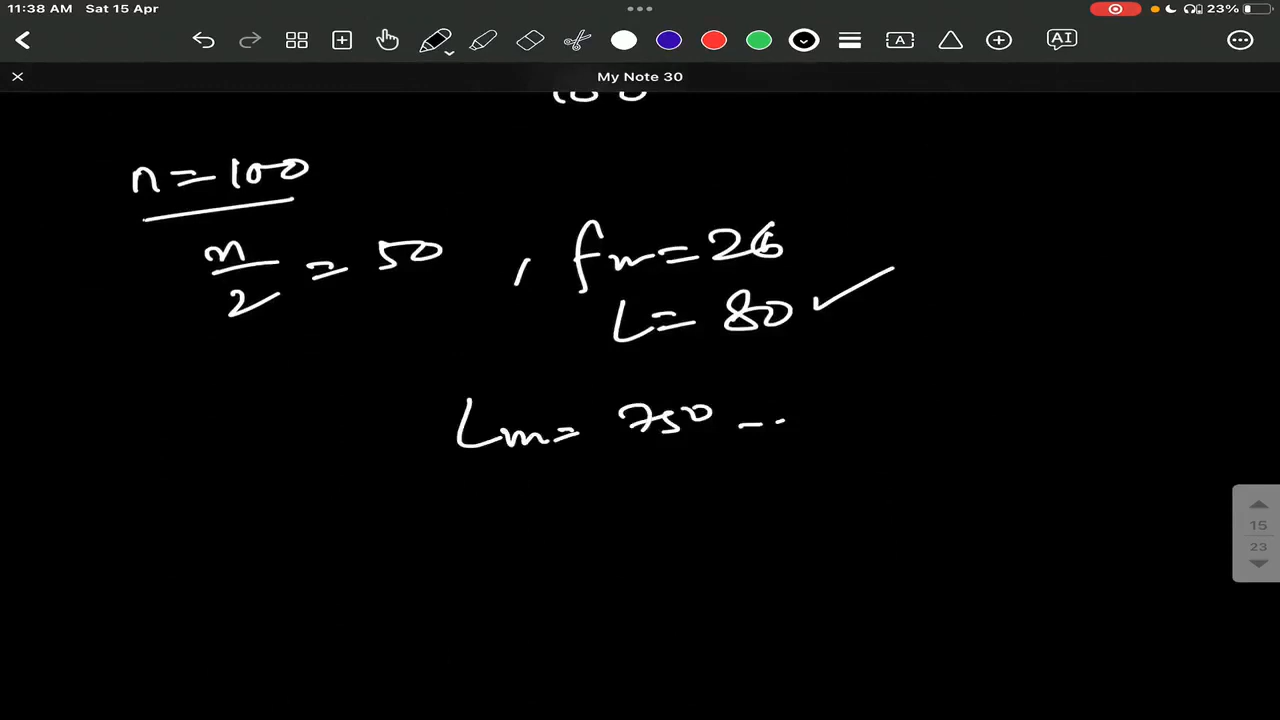 11:38 AM Sat 15 Apr 23%
A AI
My Note 30
n = 100
n/2 = 50 , fm = 26
L = 80 ✓
Lm = 750 --
15
23